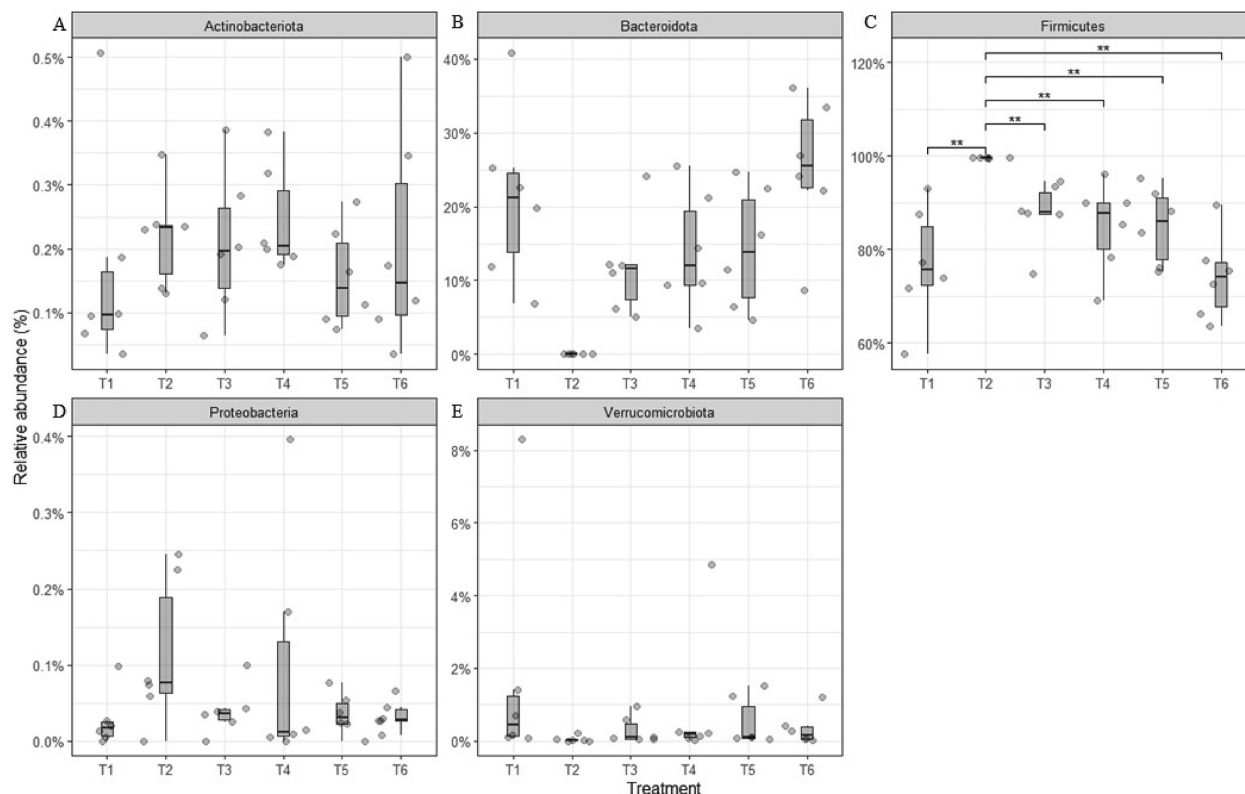 A Actinobacteriota
B Bacteroidota
C Firmicutes
0.5%
0.4%
0.3%
0.2%
0.1%
40%
30%
20%
10%
0%
120%
100%
80%
60%
**
**
**
**
**
T1 T2 T3 T4 T5 T6
T1 T2 T3 T4 T5 T6
T1 T2 T3 T4 T5 T6
Relative abundance (%)
D Proteobacteria
E Verrucomicrobiota
0.4%
0.3%
0.2%
0.1%
0.0%
8%
6%
4%
2%
0%
T1 T2 T3 T4 T5 T6
T1 T2 T3 T4 T5 T6
Treatment